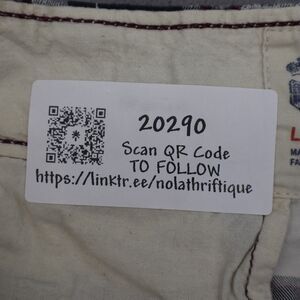 20290
Scan QR Code
TO FOLLOW
https://linktr.ee/nolathriftique